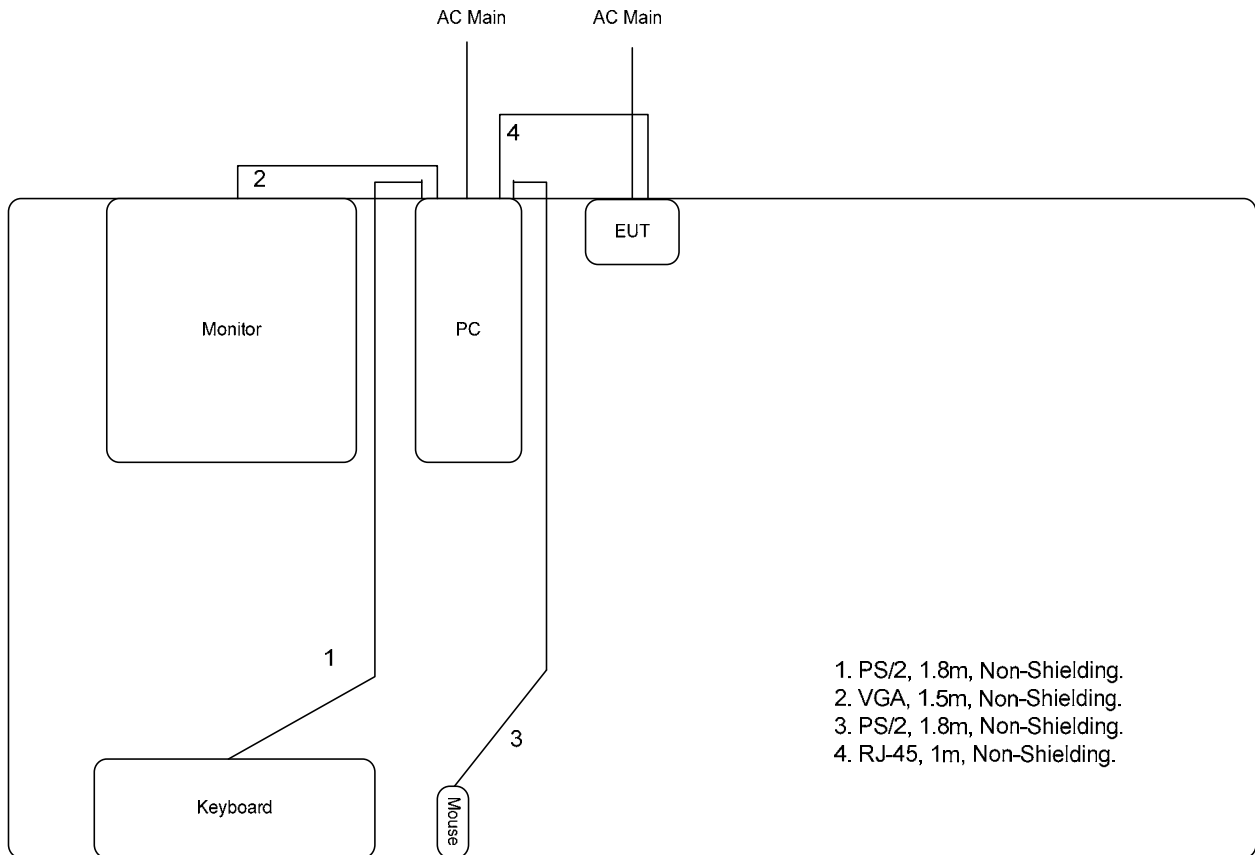 AC Main
AC Main
4
2
EUT
Monitor
PC
1
3
Keyboard
Mouse
1. PS/2, 1.8m, Non-Shielding.
2. VGA, 1.5m, Non-Shielding.
3. PS/2, 1.8m, Non-Shielding.
4. RJ-45, 1m, Non-Shielding.